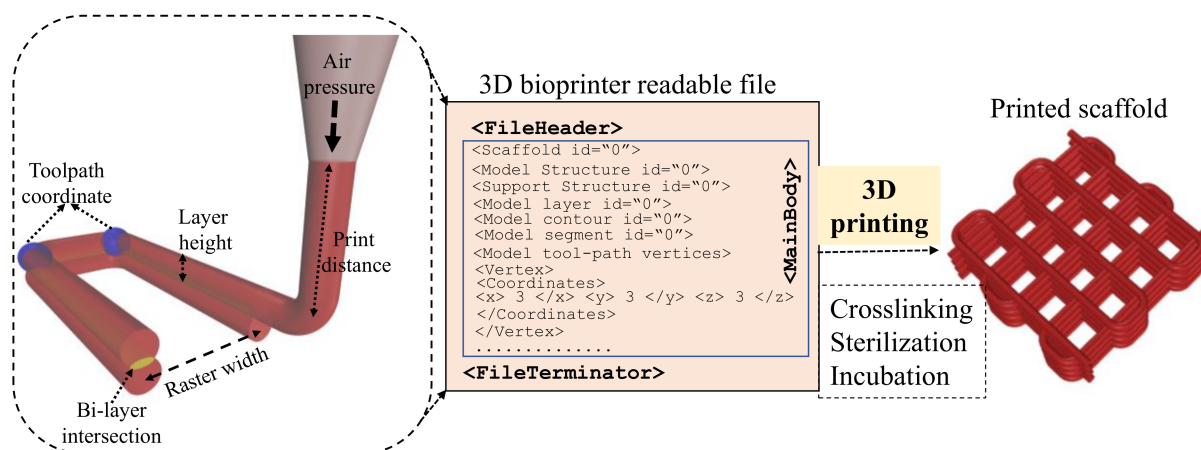 Air
pressure
Toolpath
coordinate
Layer
height
Print
distance
Raster width
Bi-layer
intersection
3D bioprinter readable file
<FileHeader>
<Scaffold id=“0”>
<Model Structure id=“0”>
<Support Structure id=“0”>
<Model layer id=“0”>
<Model contour id=“0”>
<Model segment id=“0”>
<Model tool-path vertices>
<Vertex>
<Coordinates>
<x> 3 </x> <y> 3 </y> <z> 3 </z>
</Coordinates>
</Vertex>
..............
<MainBody>
<FileTerminator>
3D
printing
Crosslinking
Sterilization
Incubation
Printed scaffold